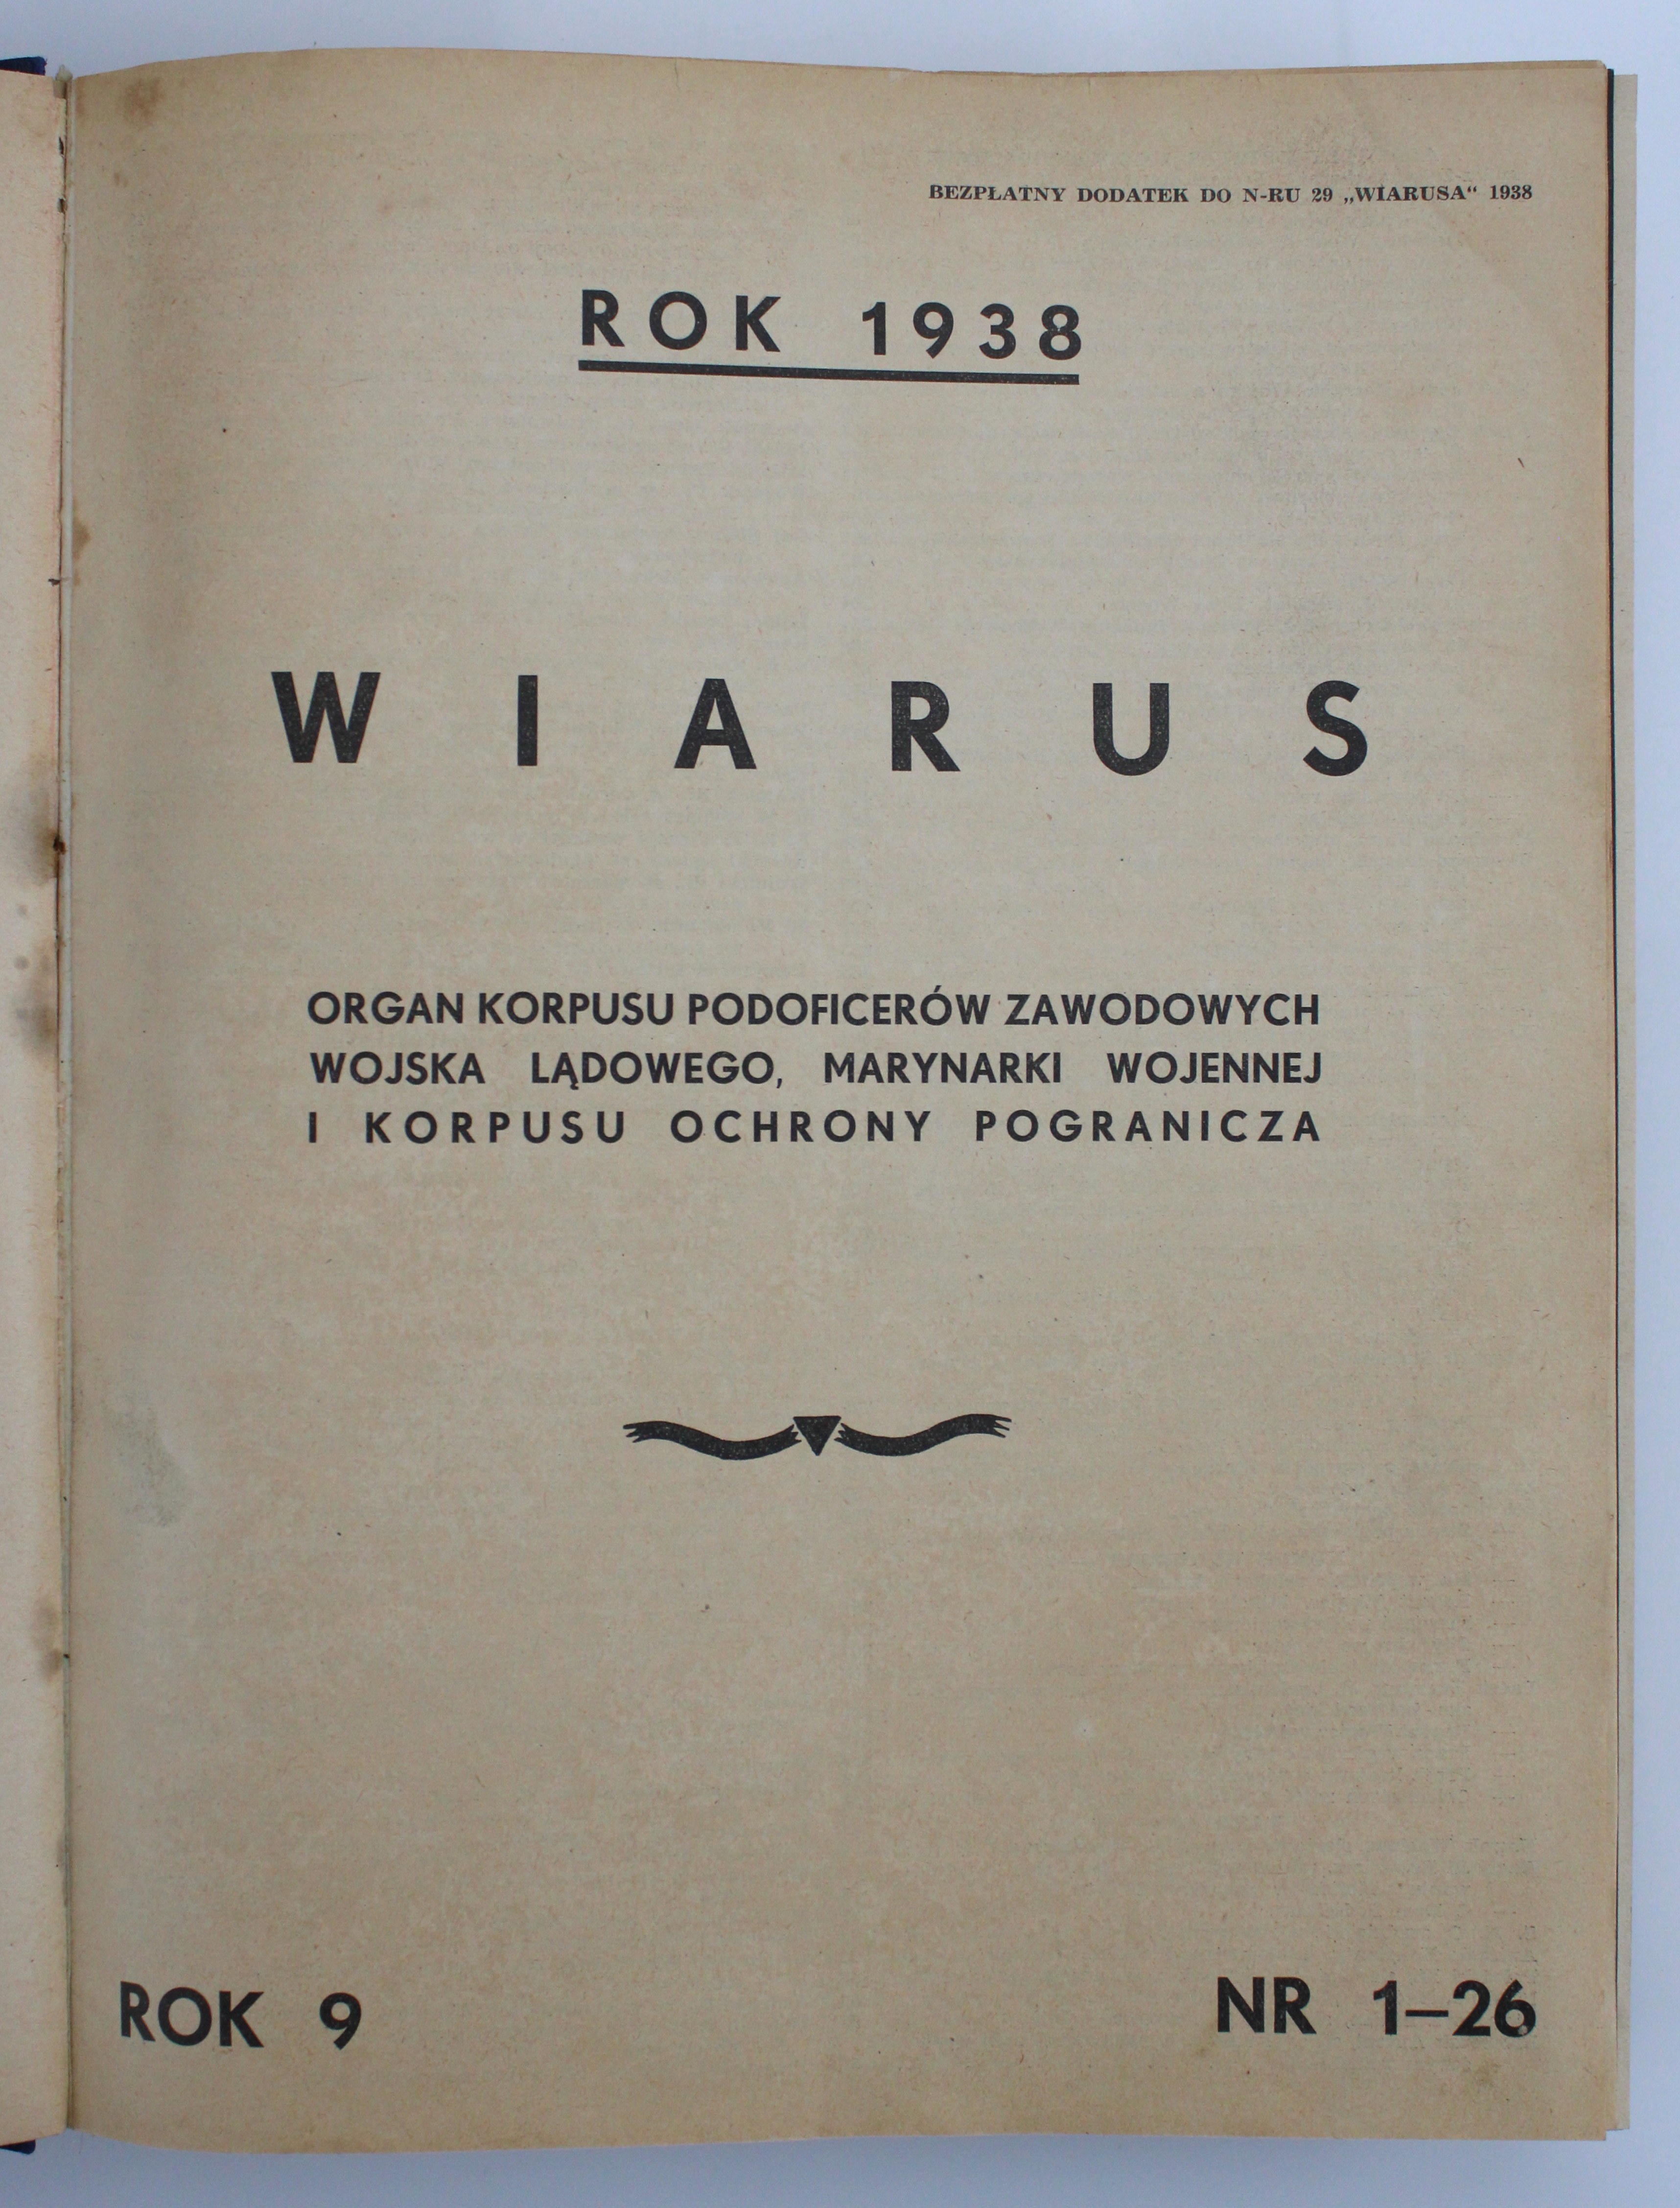 BEZPŁATNY DODATEK DO N-RU 29 „WIARUSA“ 1938
ROK 1938
WIARUS
ORGAN KORPUSU PODOFICERÓW ZAWODOWYCH
WOJSKA LĄDOWEGO, MARYNARKI WOJENNEJ
I KORPUSU OCHRONY POGRANICZA
ROK 9 NR 1–26